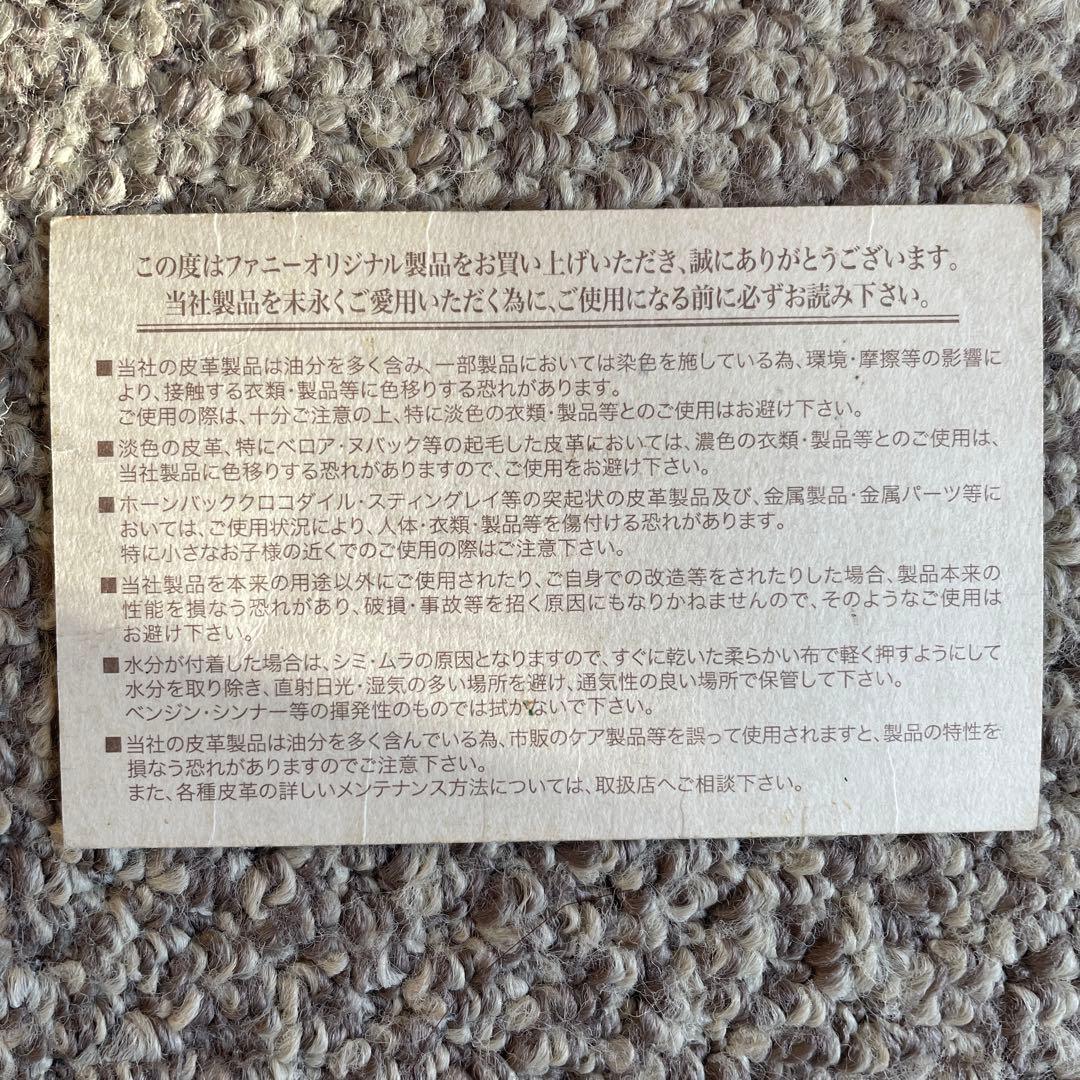 この度はファニーオリジナル製品をお買い上げいただき、誠にありがとうございます。
当社製品を末永くご愛用いただく為に、ご使用になる前に必ずお読み下さい。
■当社の皮革製品は油分を多く含み、一部製品においては染色を施している為、環境・摩擦等の影響に
より、接触する衣類・製品等に色移りする恐れがあります。
ご使用の際は、十分ご注意の上、特に淡色の衣類・製品等とのご使用はお避け下さい。
■淡色の皮革、特にベロア・ヌバック等の起毛した皮革においては、濃色の衣類・製品等とのご使用は、
当社製品に色移りする恐れがありますので、ご使用をお避け下さい。
■ホーンバッククロコダイル・スティングレイ等の突起状の皮革製品及び、金属製品・金属パーツ等に
おいては、ご使用状況により、人体・衣類・製品等を傷付ける恐れがあります。
特に小さなお子様の近くでのご使用の際はご注意下さい。
■当社製品を本来の用途以外にご使用されたり、ご自身での改造等をされたりした場合、製品本来の
性能を損なう恐れがあり、破損・事故等を招く原因にもなりかねませんので、そのようなご使用は
お避け下さい。
■水分が付着した場合は、シミ・ムラの原因となりますので、すぐに乾いた柔らかい布で軽く押すようにして
水分を取り除き、直射日光・湿気の多い場所を避け、通気性の良い場所で保管して下さい。
ベンジン・シンナー等の揮発性のものでは拭かないで下さい。
■当社の皮革製品は油分を多く含んでいる為、市販のケア製品等を誤って使用されますと、製品の特性を
損なう恐れがありますのでご注意下さい。
また、各種皮革の詳しいメンテナンス方法については、取扱店へご相談下さい。